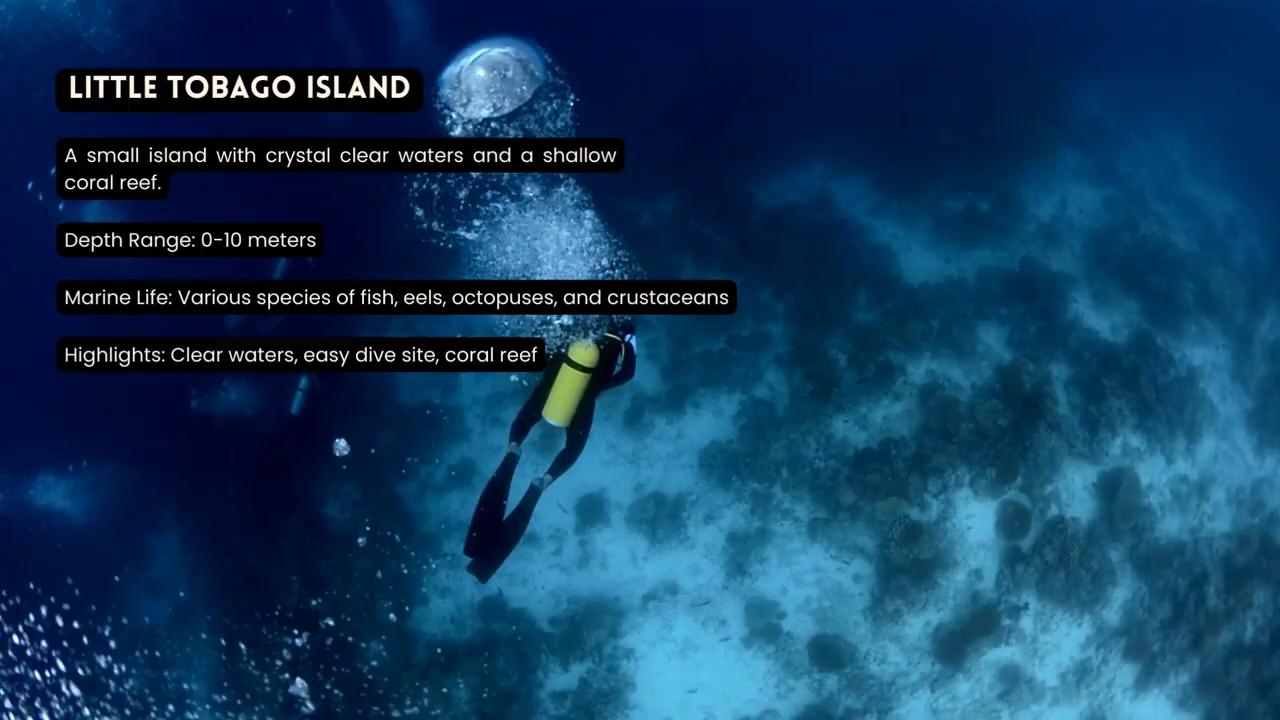 LITTLE TOBAGO ISLAND
A small island with crystal clear waters and a shallow
coral reef.
Depth Range: 0-10 meters
Marine Life: Various species of fish, eels, octopuses, and crustaceans
Highlights: Clear waters, easy dive site, coral reef